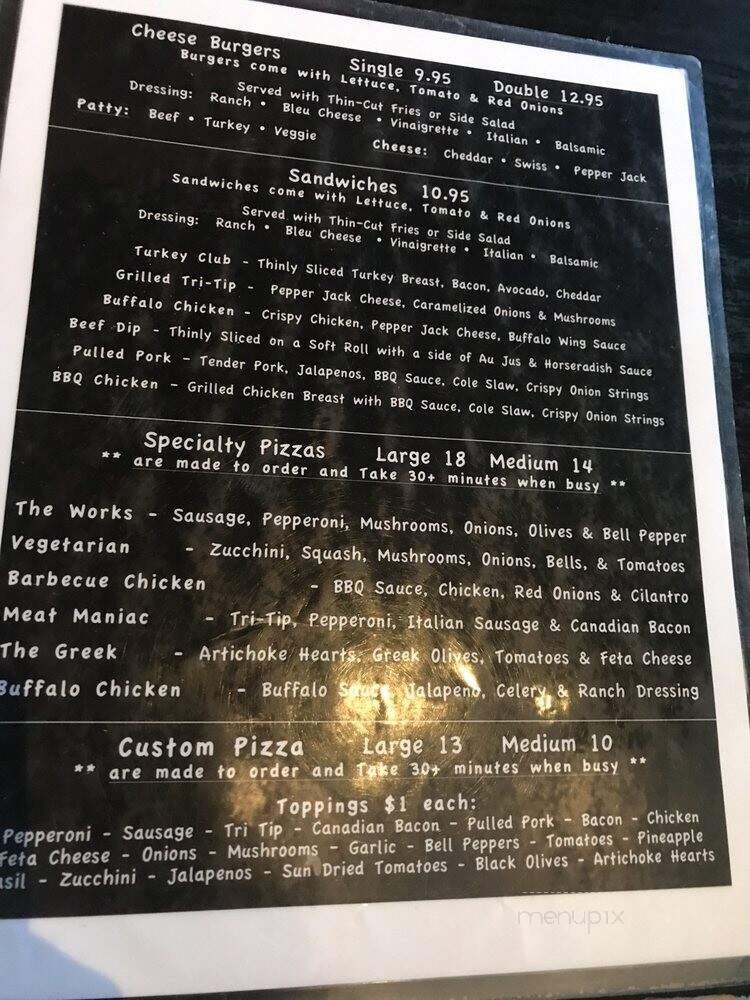 Cheese Burgers Single 9.95 Double 12.95
Burgers come with Lettuce, Tomato & Red Onions
Served with Thin-Cut Fries or Side Salad
Dressing: Ranch • Bleu Cheese • Vinaigrette • Italian • Balsamic
Patty: Beef • Turkey • Veggie Cheese: Cheddar • Swiss • Pepper Jack
Sandwiches 10.95
Sandwiches come with Lettuce, Tomato & Red Onions
Served with Thin-Cut Fries or Side Salad
Dressing: Ranch • Bleu Cheese • Vinaigrette • Italian • Balsamic
Turkey Club - Thinly Sliced Turkey Breast, Bacon, Avocado, Cheddar
Grilled Tri-Tip - Pepper Jack Cheese, Caramelized Onions & Mushrooms
Buffalo Chicken - Crispy Chicken, Pepper Jack Cheese, Buffalo Wing Sauce
Beef Dip - Thinly Sliced on a Soft Roll with a side of Au Jus & Horseradish Sauce
Pulled Pork - Tender Pork, Jalapenos, BBQ Sauce, Cole Slaw, Crispy Onion Strings
BBQ Chicken - Grilled Chicken Breast with BBQ Sauce, Cole Slaw, Crispy Onion Strings
Specialty Pizzas Large 18 Medium 14
** are made to order and Take 30+ minutes when busy **
The Works - Sausage, Pepperoni, Mushrooms, Onions, Olives & Bell Pepper
Vegetarian - Zucchini, Squash, Mushrooms, Onions, Bells, & Tomatoes
Barbecue Chicken - BBQ Sauce, Chicken, Red Onions & Cilantro
Meat Maniac - Tri-Tip, Pepperoni, Italian Sausage & Canadian Bacon
The Greek - Artichoke Hearts, Greek Olives, Tomatoes & Feta Cheese
Buffalo Chicken - Buffalo Sauce, Jalapeno, Celery, & Ranch Dressing
Custom Pizza Large 13 Medium 10
** are made to order and Take 30+ minutes when busy **
Toppings $1 each:
Pepperoni - Sausage - Tri Tip - Canadian Bacon - Pulled Pork - Bacon - Chicken
Feta Cheese - Onions - Mushrooms - Garlic - Bell Peppers - Tomatoes - Pineapple
asil - Zucchini - Jalapenos - Sun Dried Tomatoes - Black Olives - Artichoke Hearts
menupix